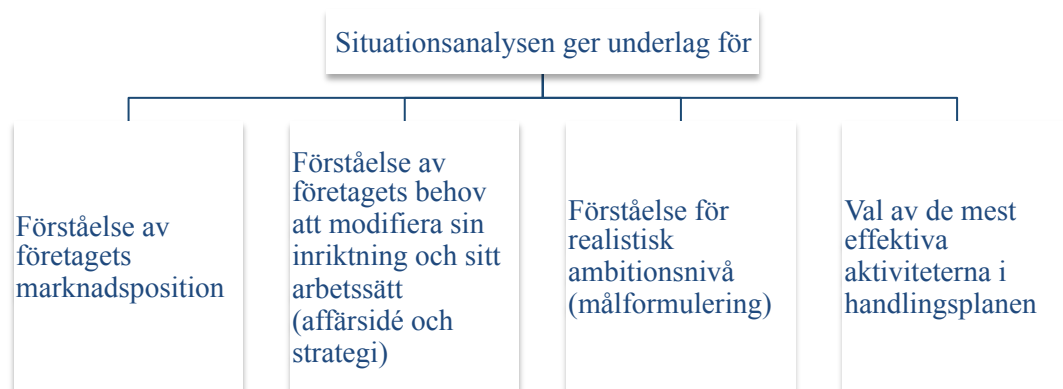 Situationsanalysen ger underlag för
Förståelse av
företagets
marknadsposition
Förståelse av
företagets behov
att modifiera sin
inriktning och sitt
arbetssätt
(affärsidé och
strategi)
Förståelse för
realistisk
ambitionsnivå
(målformulering)
Val av de mest
effektiva
aktiviteterna i
handlingsplanen